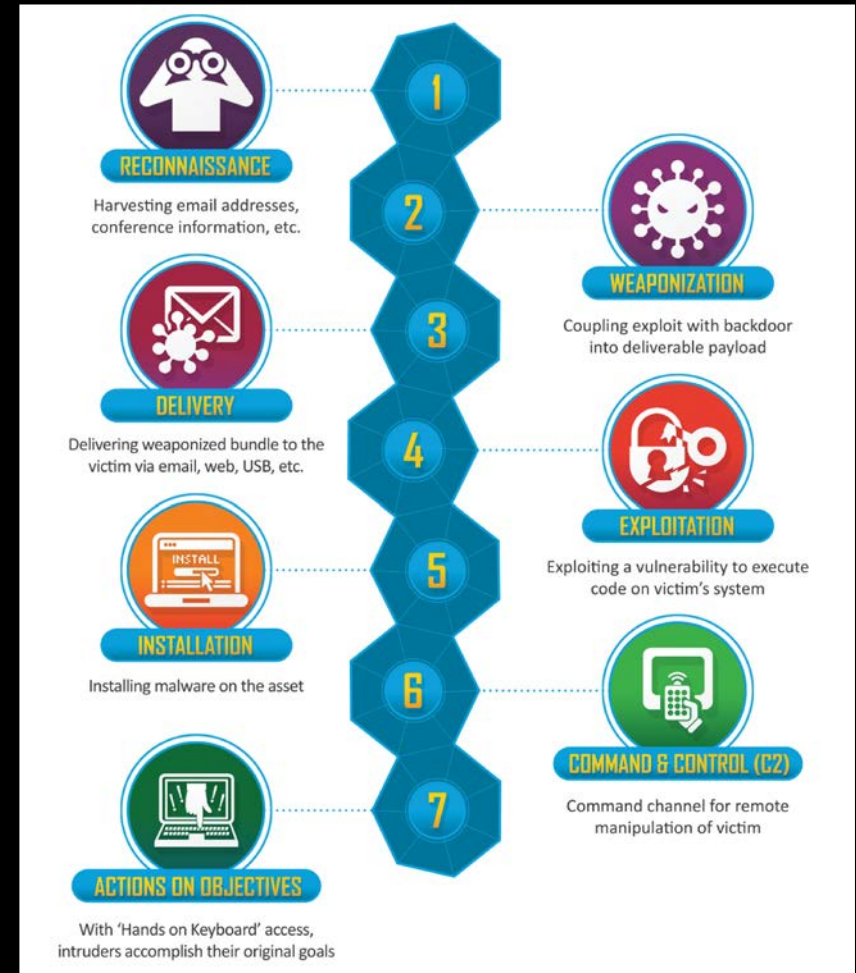 1
RECONNAISSANCE
Harvesting email addresses,
conference information, etc.
2
WEAPONIZATION
Coupling exploit with backdoor
into deliverable payload
3
DELIVERY
Delivering weaponized bundle to the
victim via email, web, USB, etc.
4
EXPLOITATION
Exploiting a vulnerability to execute
code on victim's system
5
INSTALL
INSTALLATION
Installing malware on the asset
6
COMMAND & CONTROL (C2)
Command channel for remote
manipulation of victim
7
ACTIONS ON OBJECTIVES
With ‘Hands on Keyboard’ access,
intruders accomplish their original goals